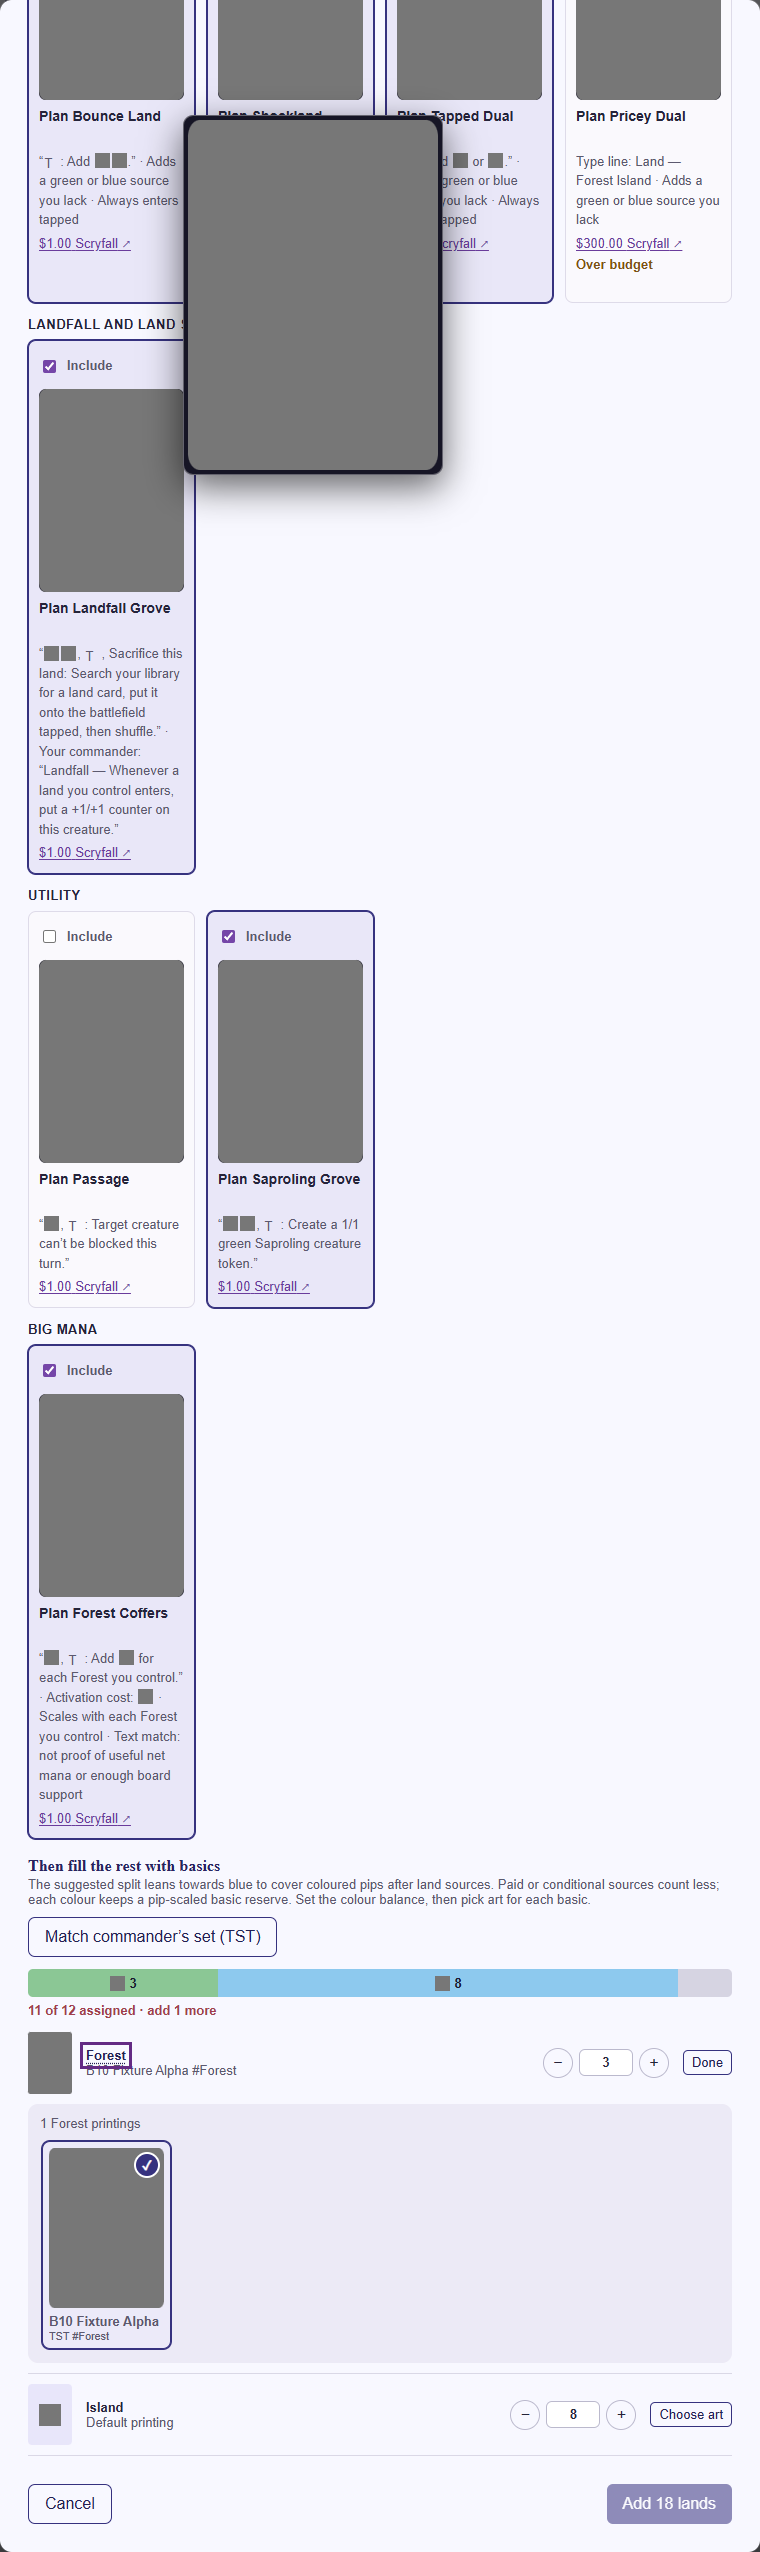 Plan Bounce Land
Plan Shockland
Plan Tapped Dual
Plan Pricey Dual
“T : Add .” · Adds
a green or blue source
you lack · Always enters
tapped
$1.00 Scryfall ↗
or .” ·
green or blue
you lack · Always
tapped
Scryfall ↗
Type line: Land —
Forest Island · Adds a
green or blue source you
lack
$300.00 Scryfall ↗
Over budget
LANDFALL AND LAND
Include
Plan Landfall Grove
“ , T , Sacrifice this
land: Search your library
for a land card, put it
onto the battlefield
tapped, then shuffle.” ·
Your commander:
“Landfall — Whenever a
land you control enters,
put a +1/+1 counter on
this creature.”
$1.00 Scryfall ↗
UTILITY
Include
Include
Plan Passage
“ , T : Target creature
can’t be blocked this
turn.”
$1.00 Scryfall ↗
Plan Saproling Grove
“ , T : Create a 1/1
green Saproling creature
token.”
$1.00 Scryfall ↗
BIG MANA
Include
Plan Forest Coffers
“ , T : Add for
each Forest you control.”
· Activation cost: ·
Scales with each Forest
you control · Text match:
not proof of useful net
mana or enough board
support
$1.00 Scryfall ↗
Then fill the rest with basics
The suggested split leans towards blue to cover coloured pips after land sources. Paid or conditional sources count less;
each colour keeps a pip-scaled basic reserve. Set the colour balance, then pick art for each basic.
Match commander’s set (TST)
3
8
11 of 12 assigned · add 1 more
Forest
B10 Fixture Alpha #Forest
− 3 + Done
1 Forest printings
B10 Fixture Alpha
TST #Forest
Island
Default printing
− 8 + Choose art
Cancel
Add 18 lands